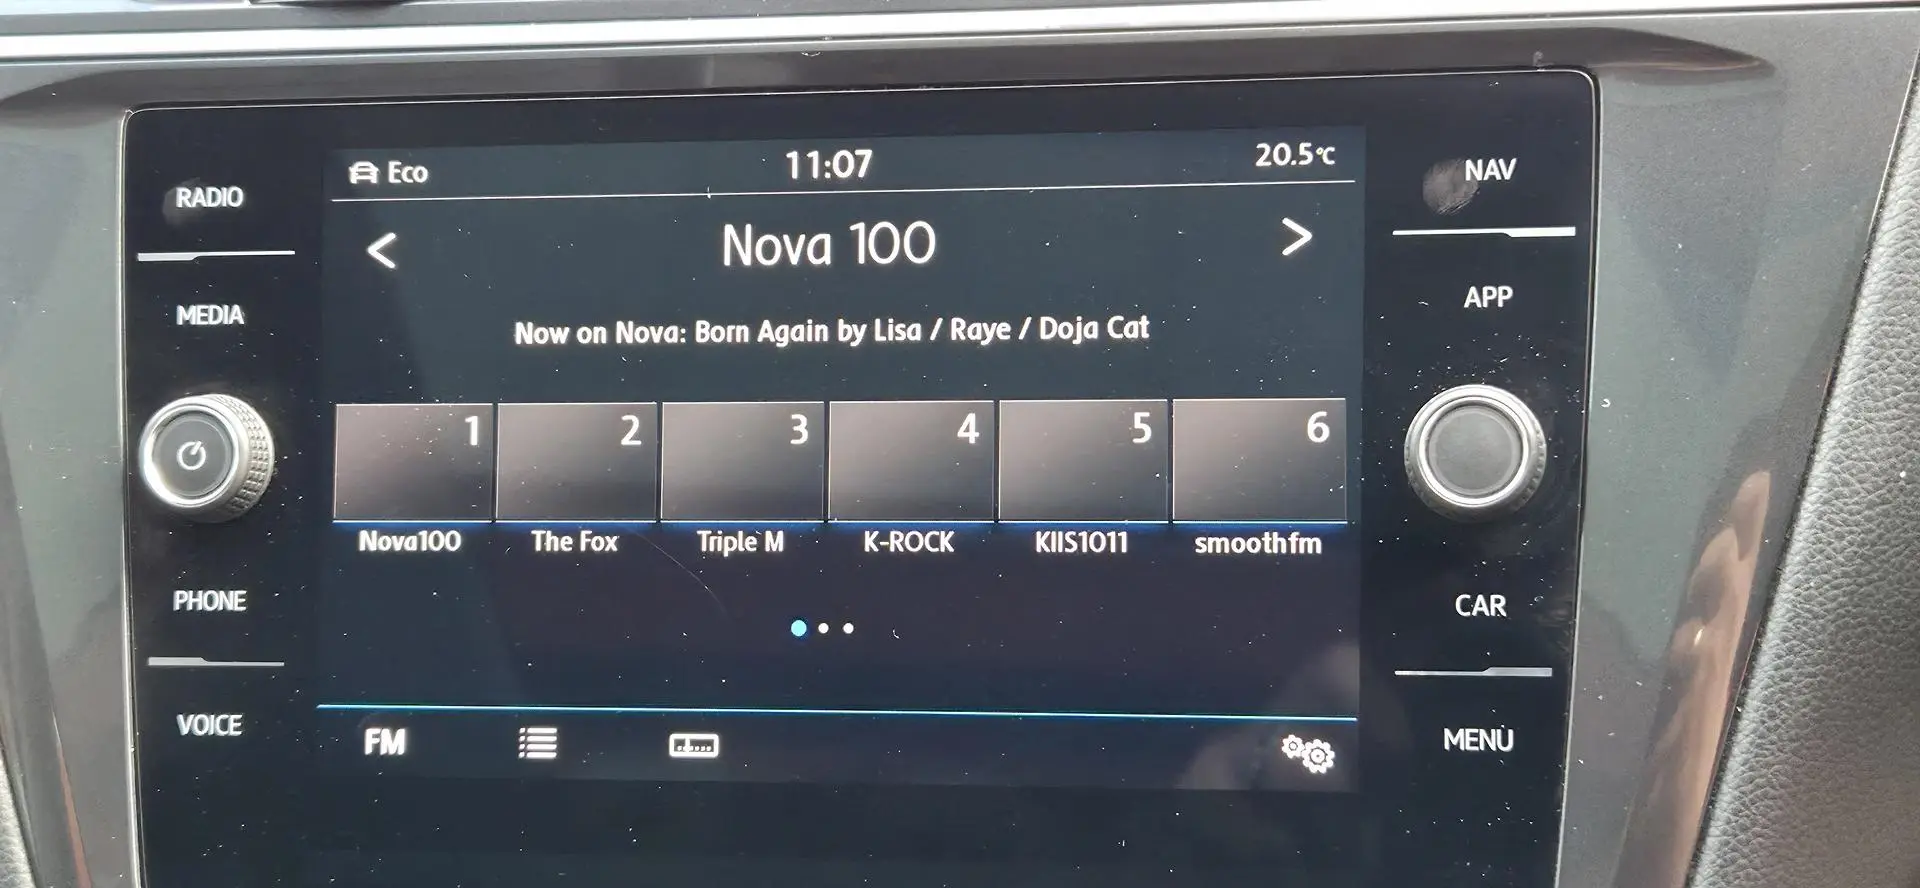 RADIO
MEDIA
PHONE
VOICE
Eco 11:07 20.5°C
< Nova 100 >
Now on Nova: Born Again by Lisa / Raye / Doja Cat
1 2 3 4 5 6
Nova100 The Fox Triple M K-ROCK KIIS1011 smoothfm
FM
NAV
APP
CAR
MENU